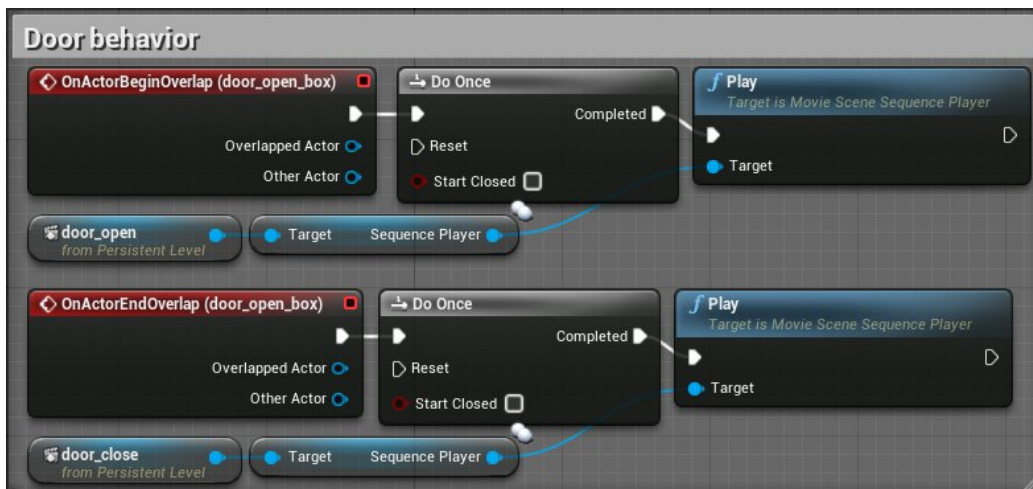 Door behavior
OnActorBeginOverlap (door_open_box)
Overlapped Actor
Other Actor
Do Once
Completed
Reset
Start Closed
Play
Target is Movie Scene Sequence Player
Target
door_open
from Persistent Level
Target Sequence Player
OnActorEndOverlap (door_open_box)
Overlapped Actor
Other Actor
Do Once
Completed
Reset
Start Closed
Play
Target is Movie Scene Sequence Player
Target
door_close
from Persistent Level
Target Sequence Player